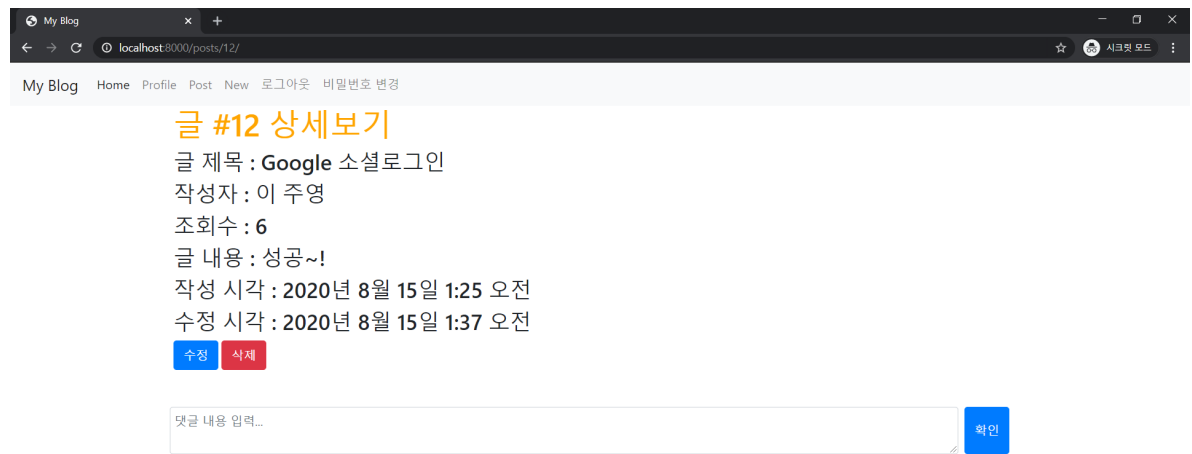 My Blog
localhost:8000/posts/12/
시크릿 모드
My Blog Home Profile Post New 로그아웃 비밀번호 변경
글 #12 상세보기
글 제목 : Google 소셜로그인
작성자 : 이 주영
조회수 : 6
글 내용 : 성공~!
작성 시각 : 2020년 8월 15일 1:25 오전
수정 시각 : 2020년 8월 15일 1:37 오전
수정 삭제
댓글 내용 입력...
확인